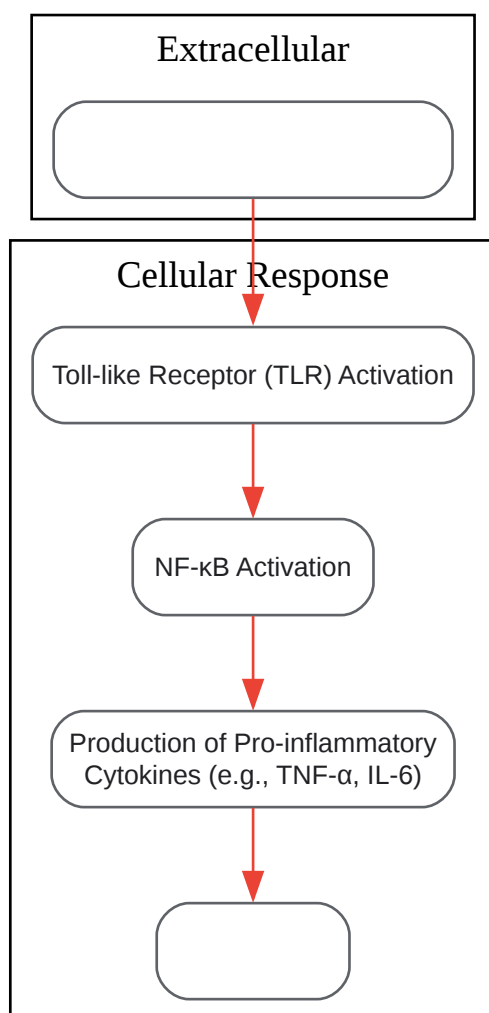 Extracellular
Cellular Response
Toll-like Receptor (TLR) Activation
NF-κB Activation
Production of Pro-inflammatory
Cytokines (e.g., TNF-α, IL-6)